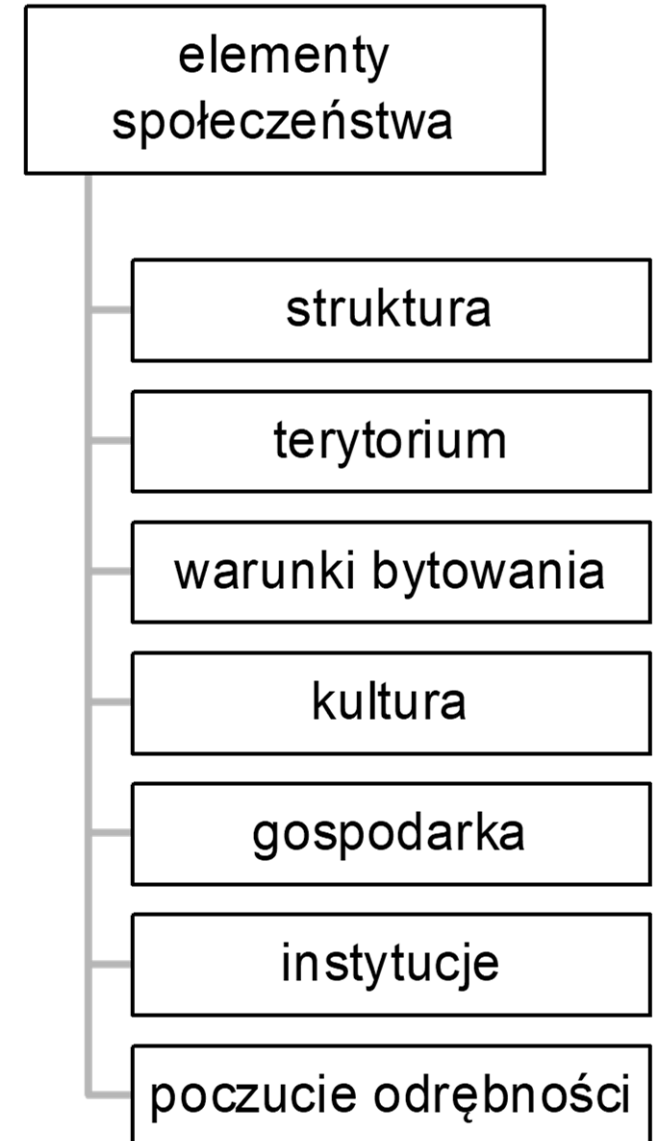 elementy
społeczeństwa
struktura
terytorium
warunki bytowania
kultura
gospodarka
instytucje
poczucie odrębności